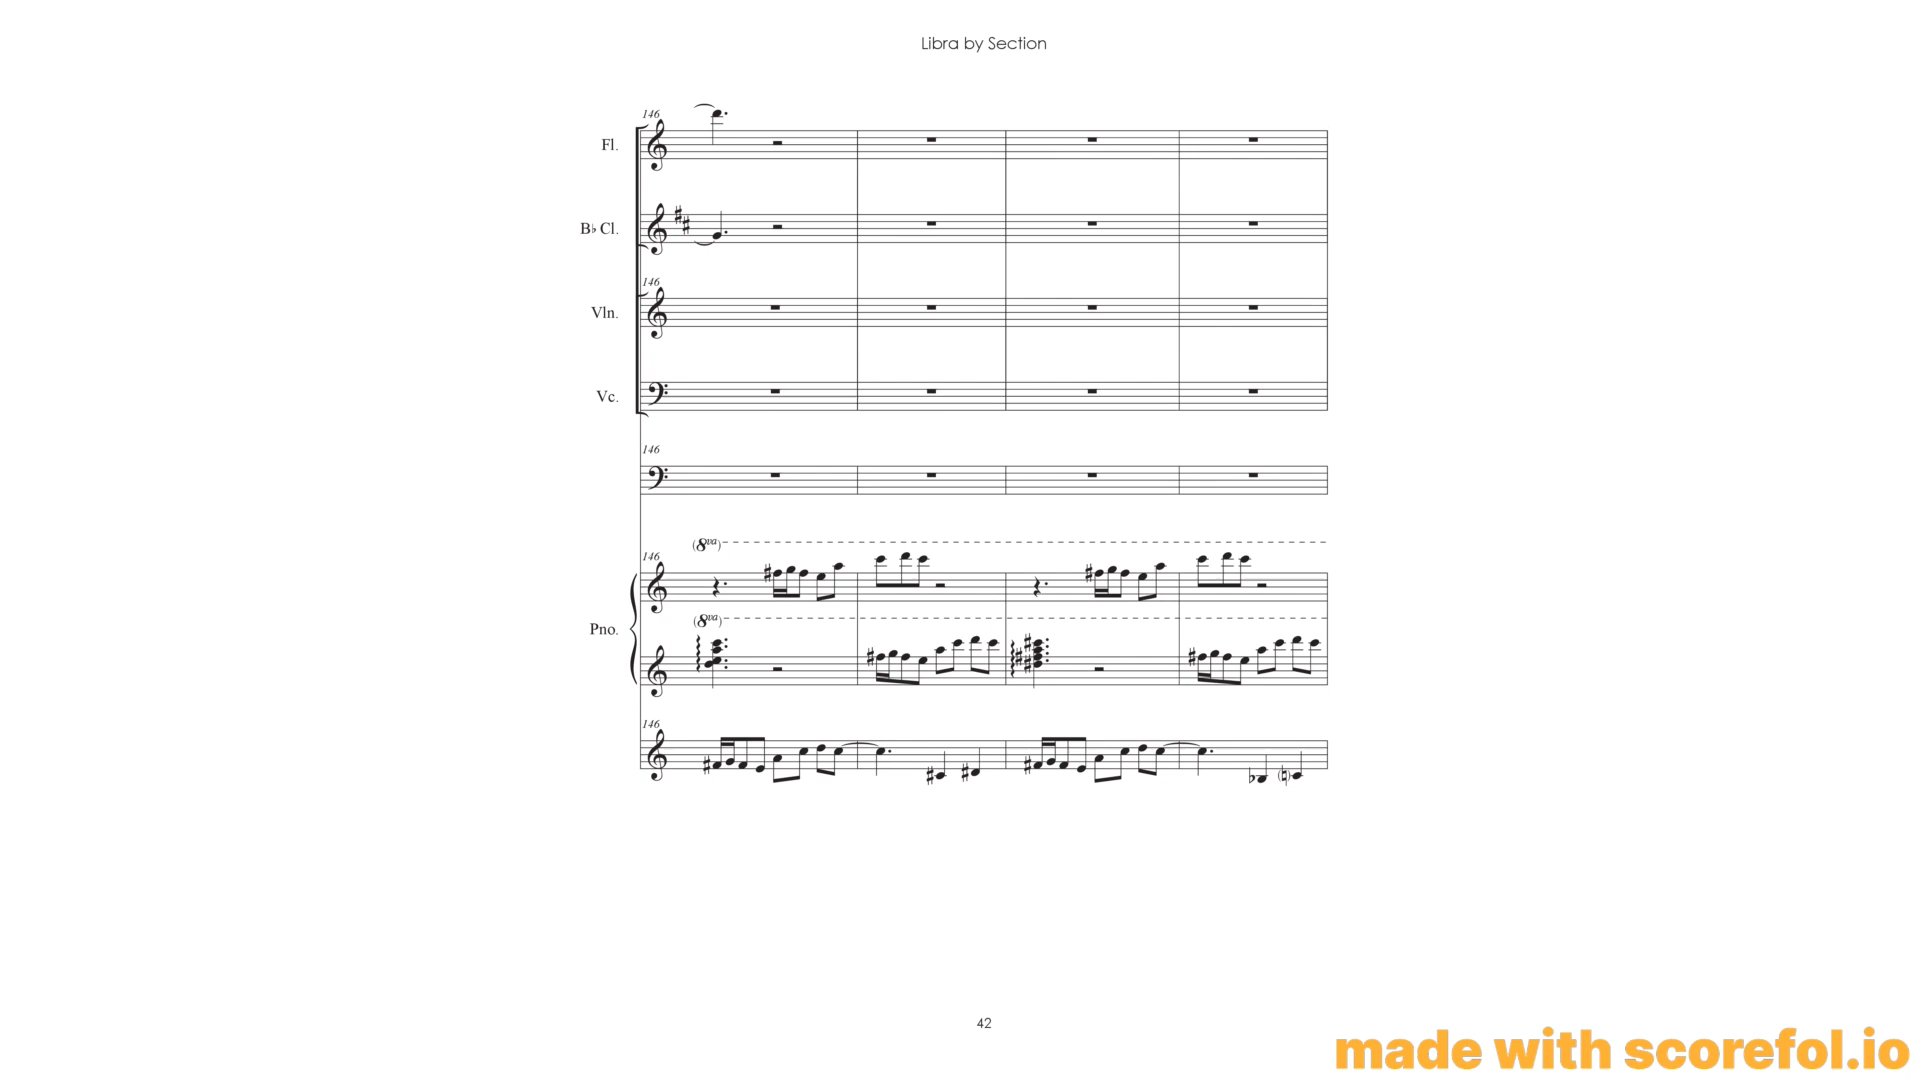 Libra by Section
146
Fl.
B♭ Cl.
146
Vln.
Vc.
146
(8va)
146
(8va)
Pno.
146
42
made with scorefol.io